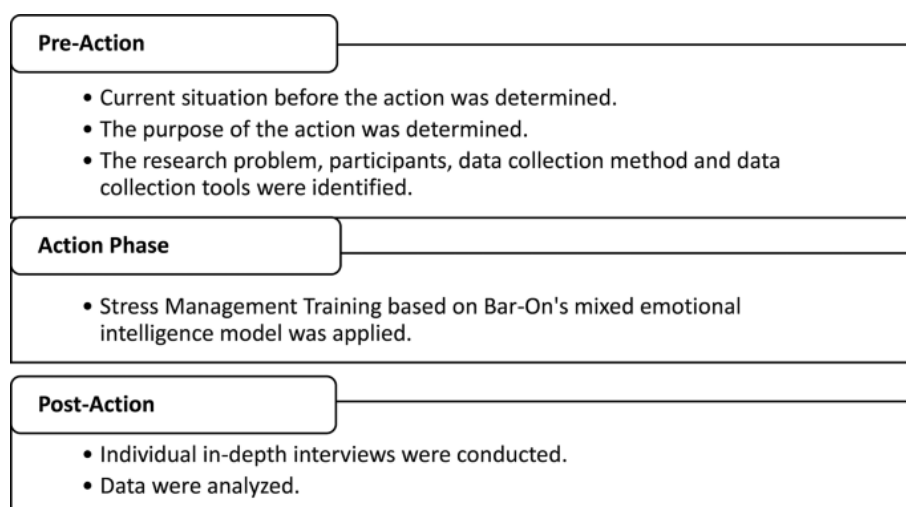 Pre-Action
• Current situation before the action was determined.
• The purpose of the action was determined.
• The research problem, participants, data collection method and data
collection tools were identified.
Action Phase
• Stress Management Training based on Bar-On's mixed emotional
intelligence model was applied.
Post-Action
• Individual in-depth interviews were conducted.
• Data were analyzed.